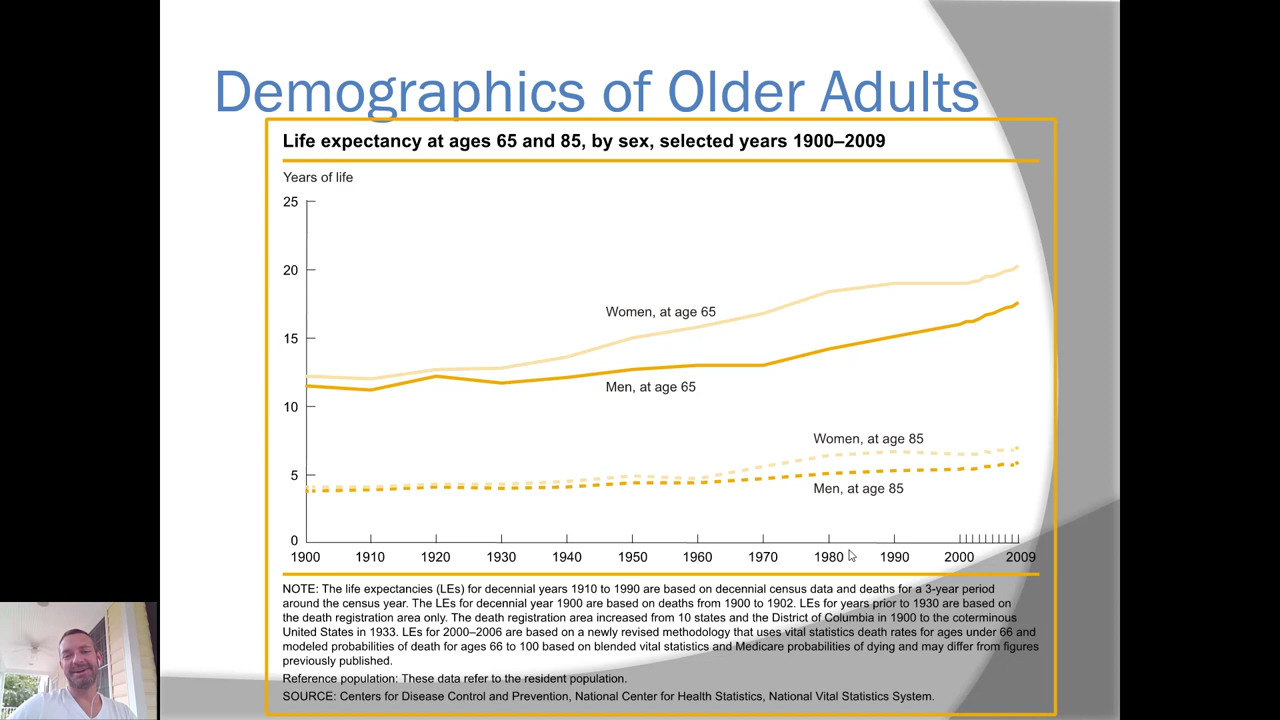 Demographics of Older Adults
Life expectancy at ages 65 and 85, by sex, selected years 1900–2009
Years of life
25
20
Women, at age 65
15
Men, at age 65
10
Women, at age 85
5
Men, at age 85
0
1900 1910 1920 1930 1940 1950 1960 1970 1980 1990 2000 2009
NOTE: The life expectancies (LEs) for decennial years 1910 to 1990 are based on decennial census data and deaths for a 3-year period
around the census year. The LEs for decennial year 1900 are based on deaths from 1900 to 1902. LEs for years prior to 1930 are based on
the death registration area only. The death registration area increased from 10 states and the District of Columbia in 1900 to the coterminous
United States in 1933. LEs for 2000–2006 are based on a newly revised methodology that uses vital statistics death rates for ages under 66 and
modeled probabilities of death for ages 66 to 100 based on blended vital statistics and Medicare probabilities of dying and may differ from figures
previously published.
Reference population: These data refer to the resident population.
SOURCE: Centers for Disease Control and Prevention, National Center for Health Statistics, National Vital Statistics System.